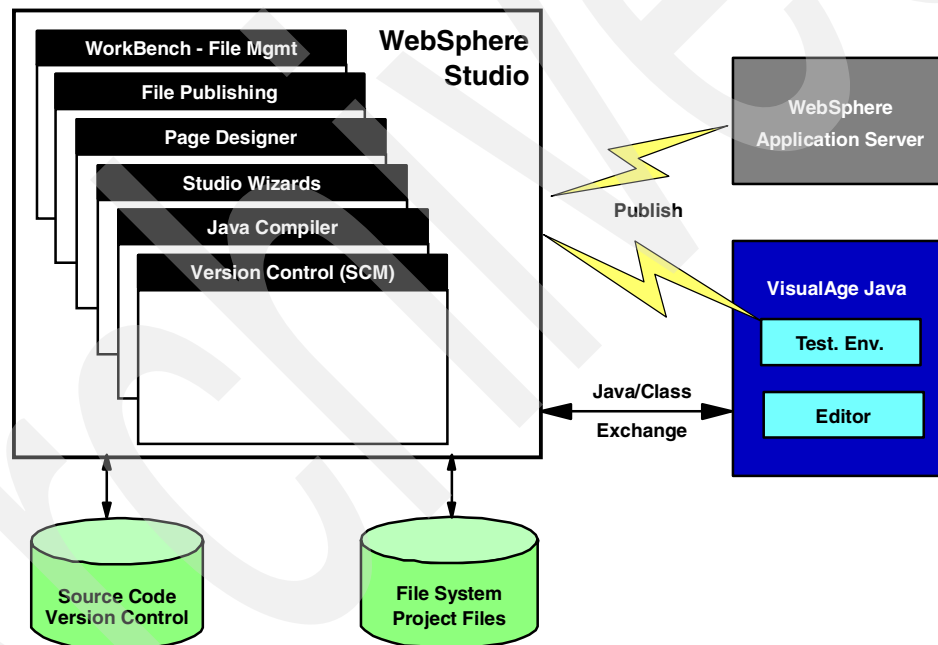 WorkBench - File Mgmt
File Publishing
Page Designer
Studio Wizards
Java Compiler
Version Control (SCM)
WebSphere
Studio
WebSphere
Application Server
Publish
VisualAge Java
Test. Env.
Editor
Java/Class
Exchange
Source Code
Version Control
File System
Project Files